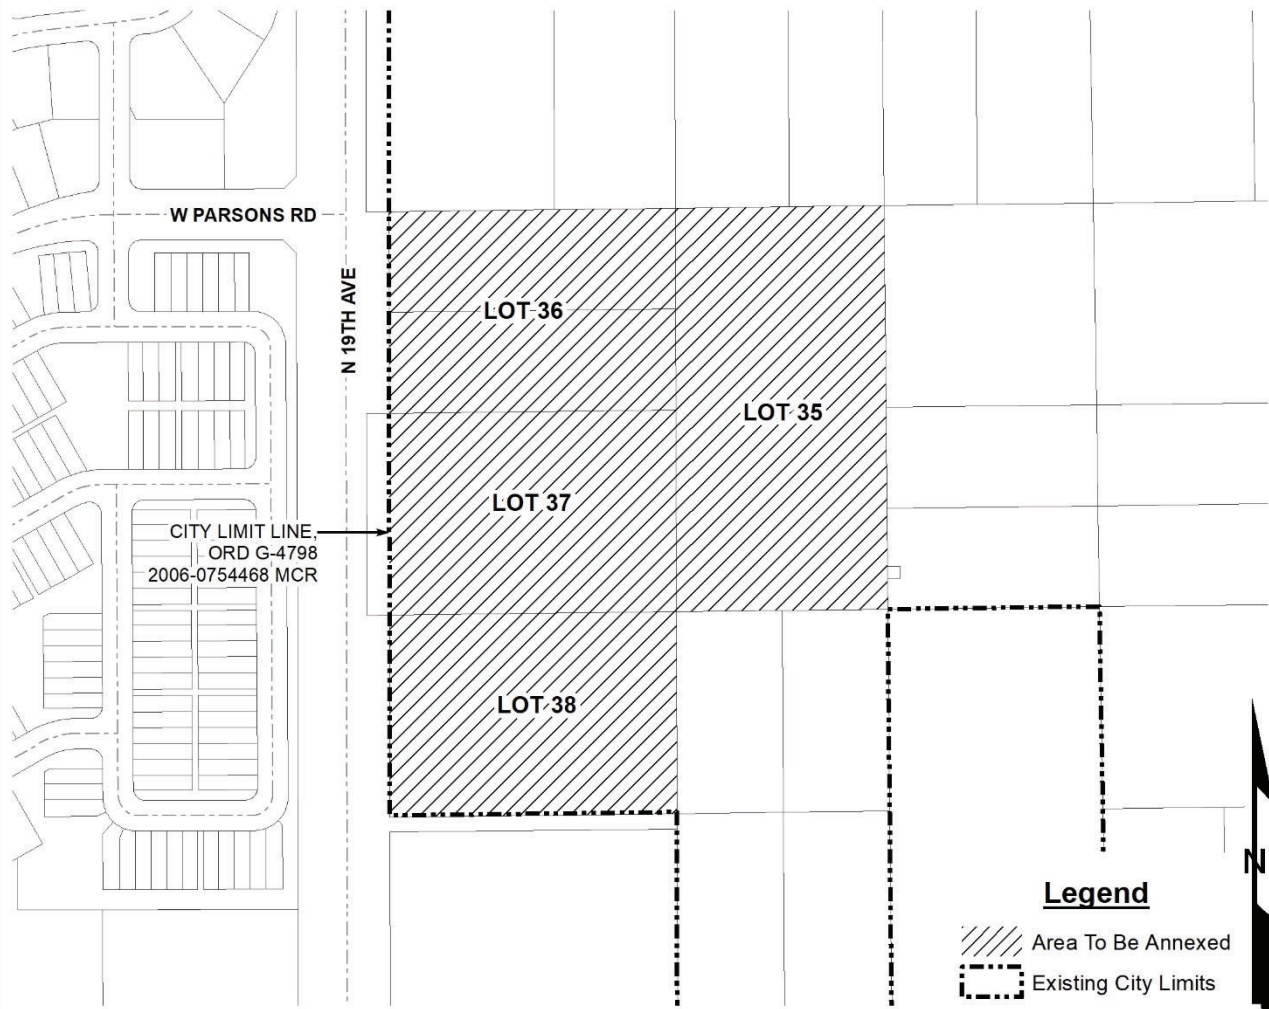 W PARSONS RD
N 19TH AVE
LOT 36
LOT 35
LOT 37
CITY LIMIT LINE,
ORD G-4798
2006-0754468 MCR
LOT 38
N
Legend
Area To Be Annexed
Existing City Limits